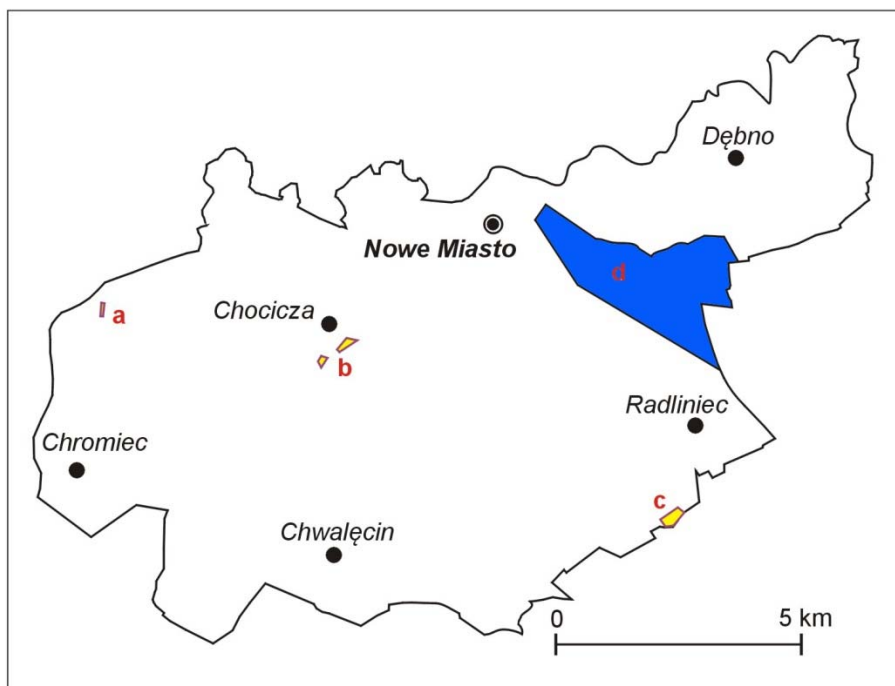 Dębno
Nowe Miasto
d
a
Chocicza
b
Radliniec
Chromiec
c
Chwalęcin
0
5 km